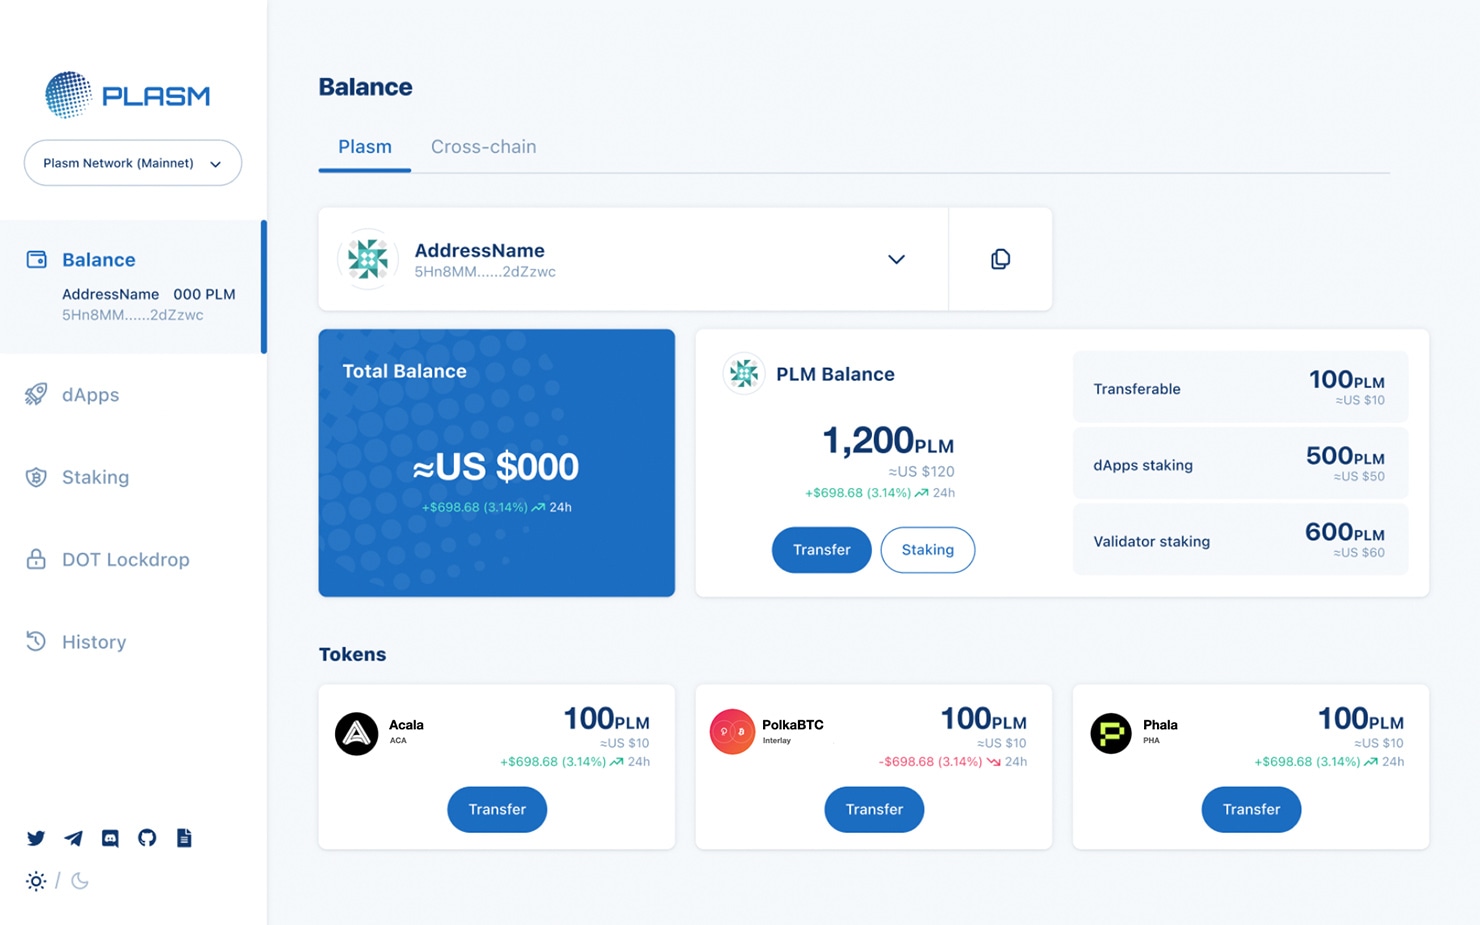 PLASM
Plasm Network (Mainnet)
Balance
AddressName 000 PLM
5Hn8MM......2dZzwc
dApps
Staking
DOT Lockdrop
History
Balance
Plasm Cross-chain
AddressName
5Hn8MM......2dZzwc
Total Balance
≈US $000
+$698.68 (3.14%) 24h
PLM Balance
1,200PLM
≈US $120
+$698.68 (3.14%) 24h
Transfer Staking
Transferable 100PLM
≈US $10
dApps staking 500PLM
≈US $50
Validator staking 600PLM
≈US $60
Tokens
Acala
ACA
100PLM
≈US $10
+$698.68 (3.14%) 24h
Transfer
PolkaBTC
Interlay
100PLM
≈US $10
-$698.68 (3.14%) 24h
Transfer
Phala
PHA
100PLM
≈US $10
+$698.68 (3.14%) 24h
Transfer
/